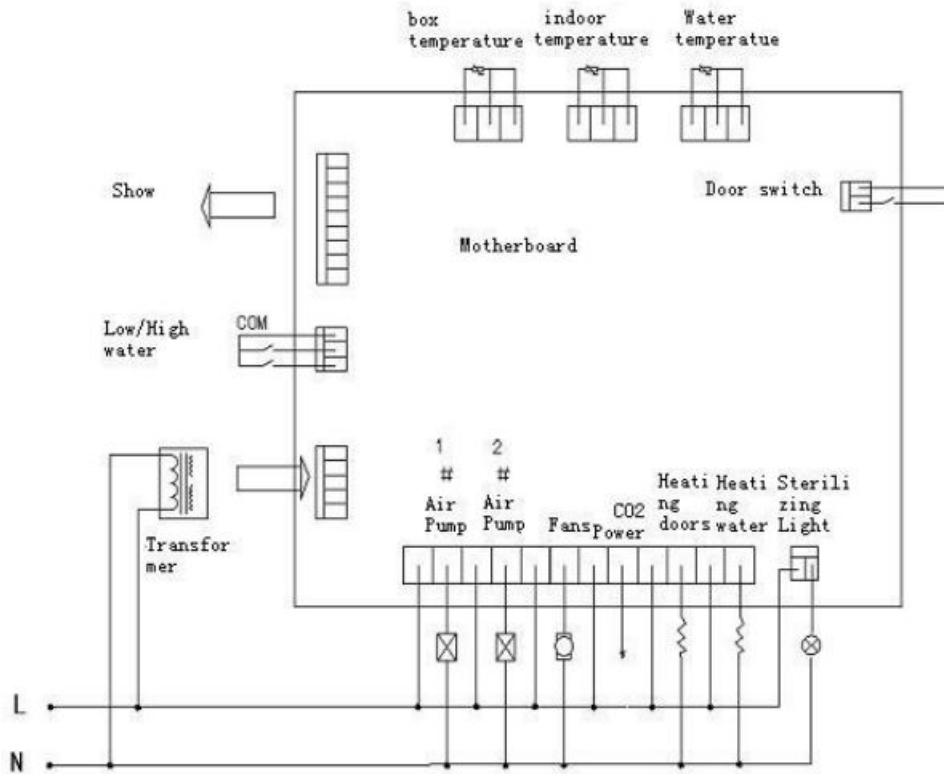 box
temperature
indoor
temperature
Water
temperatue
Show
Door switch
Motherboard
Low/High
water
COM
Transfor
mer
1
#
Air
Pump
2
#
Air
Pump
Fans
CO2
Power
Heati
ng
doors
Heati
ng
water
Sterili
zing
Light
L
N